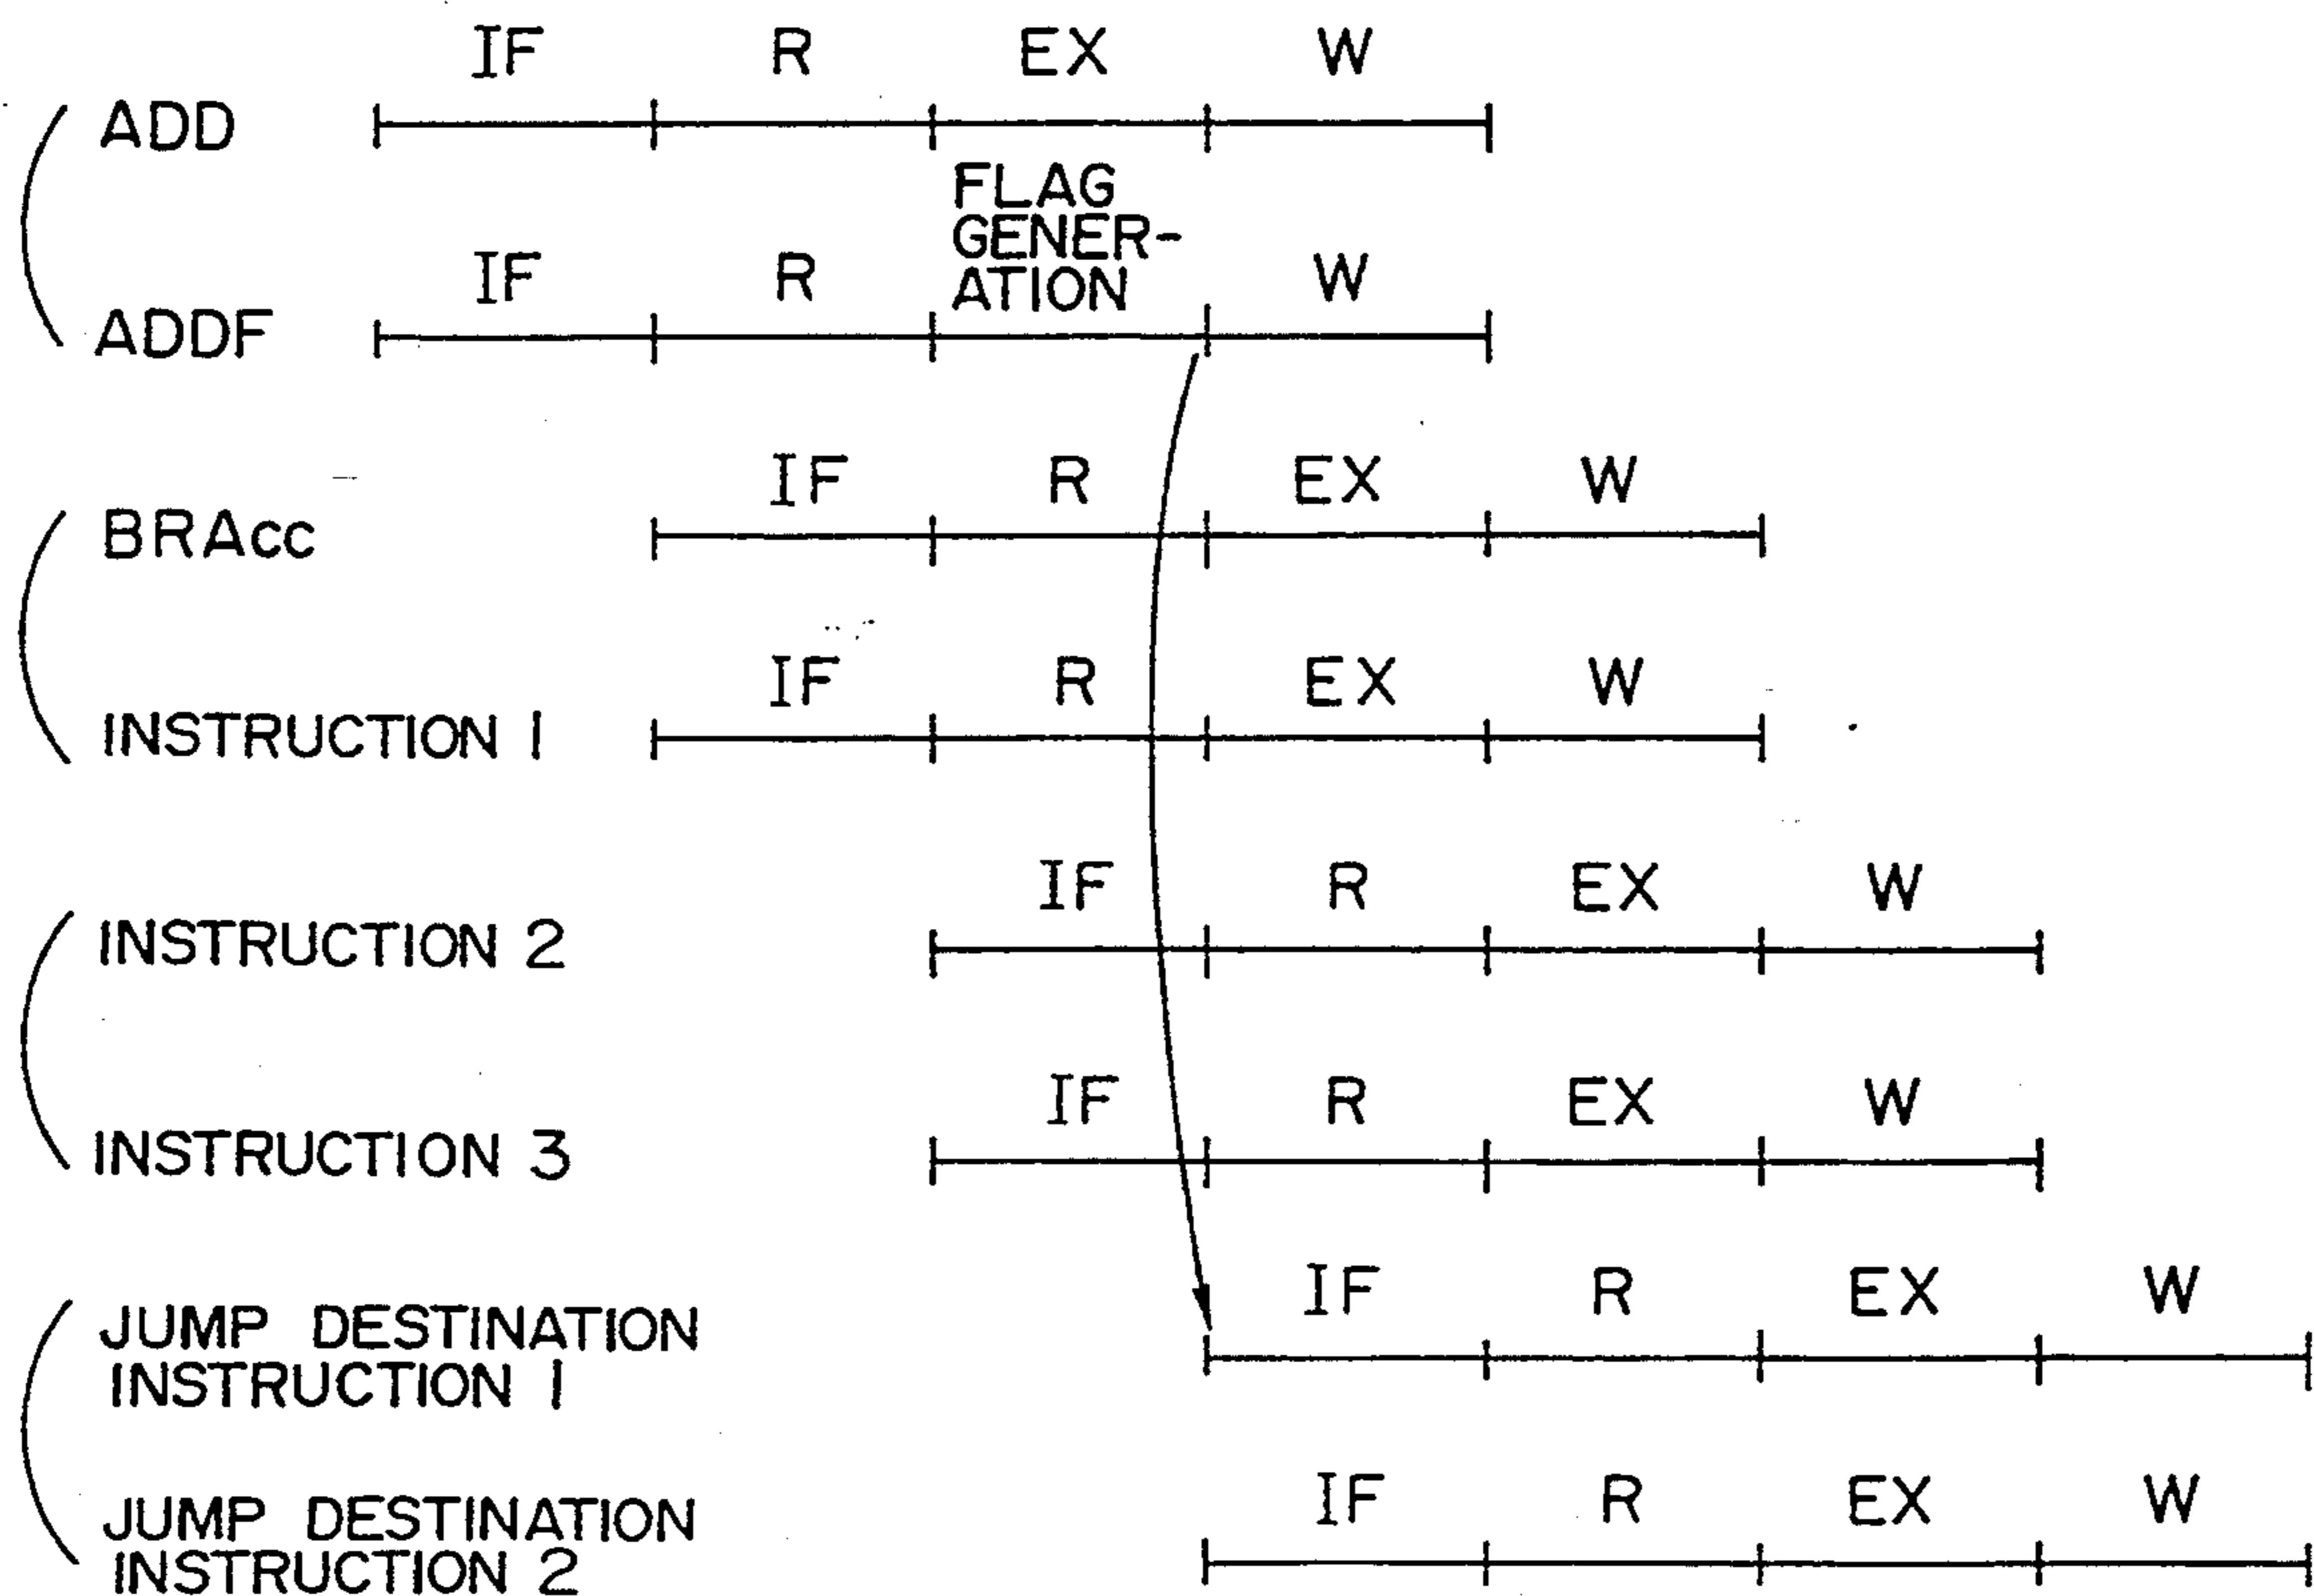 IF R EX W
ADD
FLAG
GENER-
ATION
IF R W
ADDF
IF R EX W
BRAcc
IF R EX W
INSTRUCTION 1
IF R EX W
INSTRUCTION 2
IF R EX W
INSTRUCTION 3
IF R EX W
JUMP DESTINATION
INSTRUCTION 1
IF R EX W
JUMP DESTINATION
INSTRUCTION 2